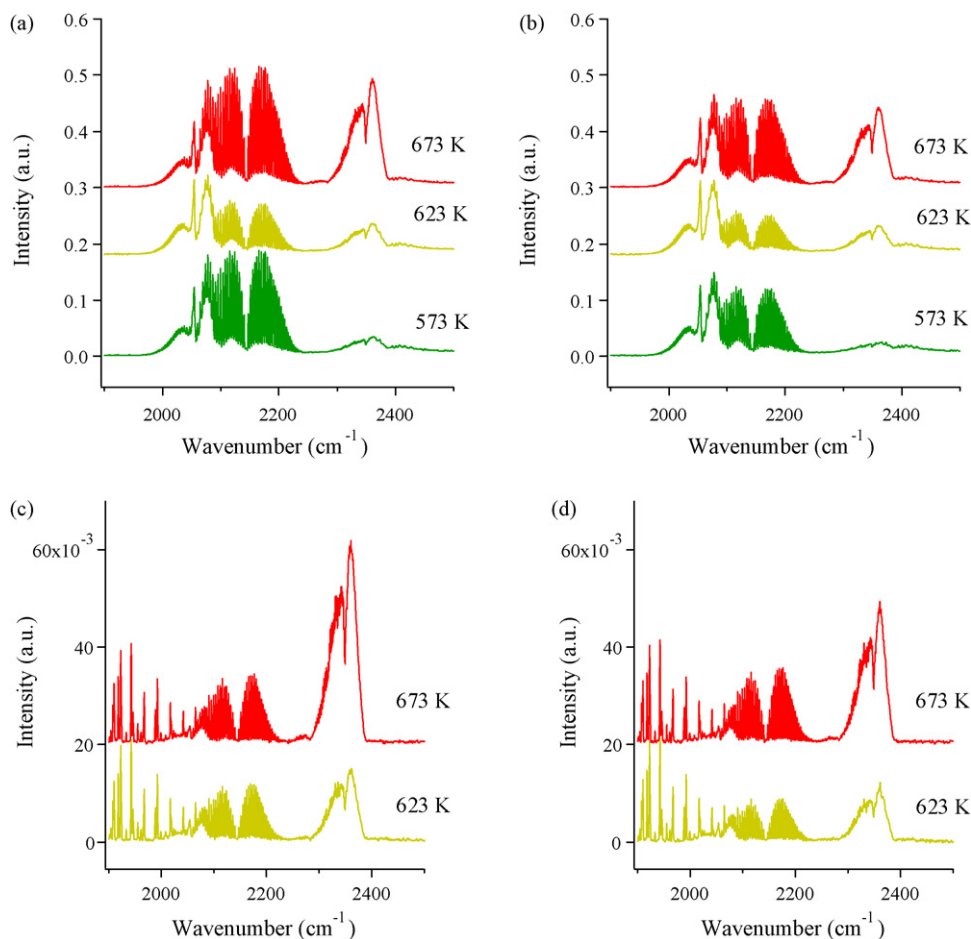 (a)
0.6
0.5
0.4
0.3
0.2
0.1
0.0
Intensity (a.u.)
673 K
623 K
573 K
2000 2200 2400
Wavenumber (cm⁻¹)
(b)
0.6
0.5
0.4
0.3
0.2
0.1
0.0
Intensity (a.u.)
673 K
623 K
573 K
2000 2200 2400
Wavenumber (cm⁻¹)
(c)
60x10⁻³
40
20
0
Intensity (a.u.)
673 K
623 K
2000 2200 2400
Wavenumber (cm⁻¹)
(d)
60x10⁻³
40
20
0
Intensity (a.u.)
673 K
623 K
2000 2200 2400
Wavenumber (cm⁻¹)